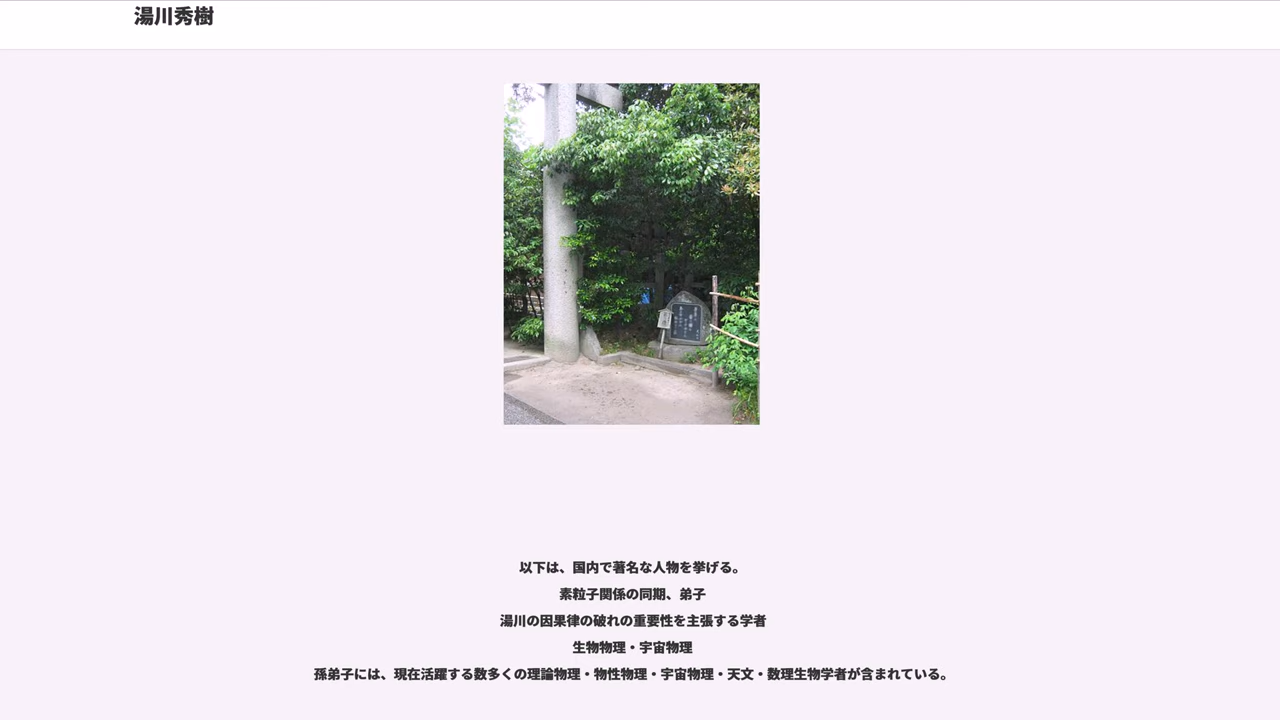 湯川秀樹
以下は、国内で著名な人物を挙げる。
素粒子関係の同期、弟子
湯川の因果律の破れの重要性を主張する学者
生物物理・宇宙物理
孫弟子には、現在活躍する数多くの理論物理・物性物理・宇宙物理・天文・数理生物学者が含まれている。